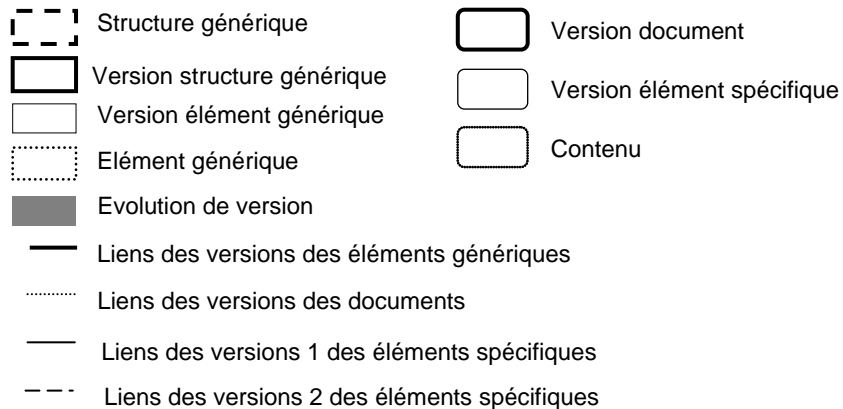 Structure générique
Version structure générique
Version élément générique
Elément générique
Evolution de version
Liens des versions des éléments génériques
Liens des versions des documents
Liens des versions 1 des éléments spécifiques
Liens des versions 2 des éléments spécifiques
Version document
Version élément spécifique
Contenu